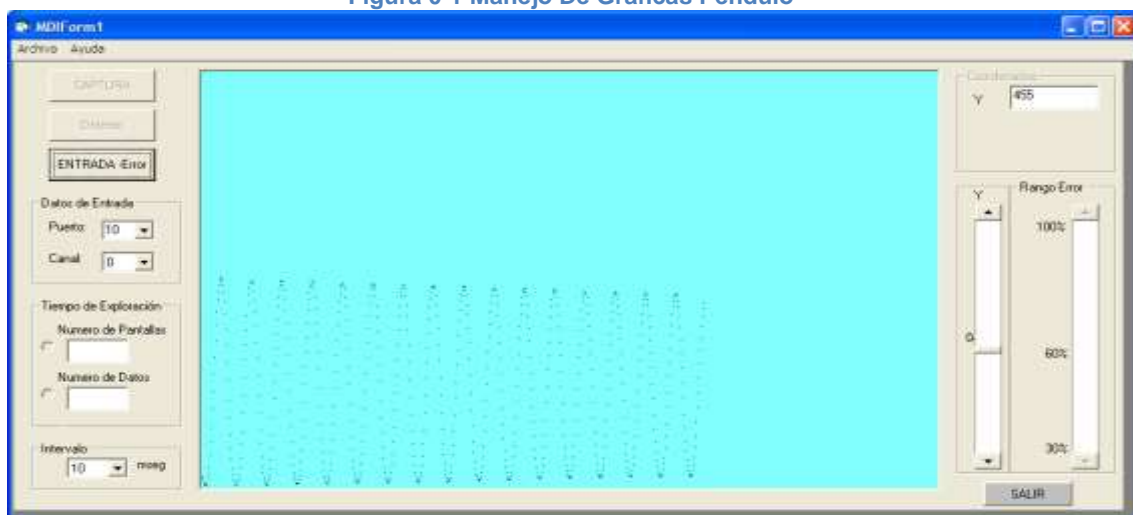 Figura 6-1 Manejo De Graficas Pendulo
MDIForm1
Archivo Ayuda
CAPTURA
ENTRADA -Error
Datos de Entrada
Puerto: 10
Canal 0
Tiempo de Exploración
Numero de Pantallas
Numero de Datos
Intervalo
10 mseg
Coordenadas
Y 455
Y
0
Rango Error
100%
60%
30%
SALIR